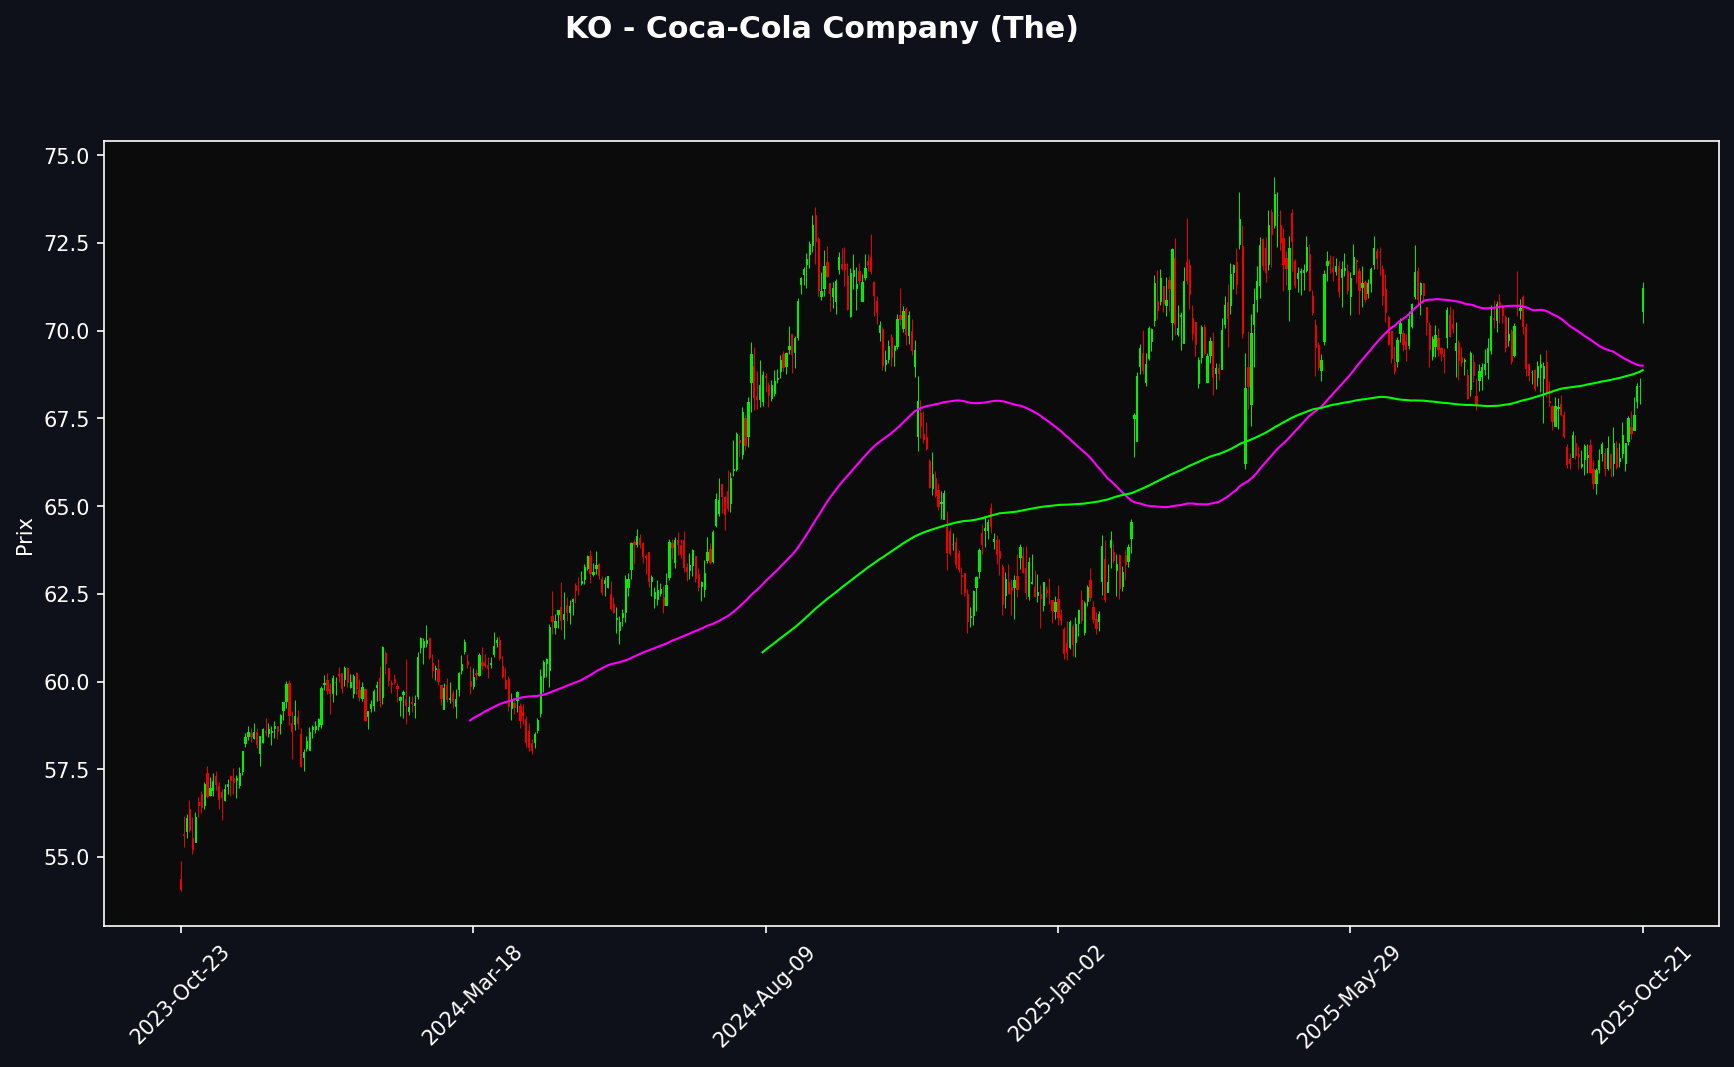 KO - Coca-Cola Company (The)
75.0
72.5
70.0
67.5
65.0
62.5
60.0
57.5
55.0
Prix
2023-Oct-23
2024-Mar-18
2024-Aug-09
2025-Jan-02
2025-May-29
2025-Oct-21